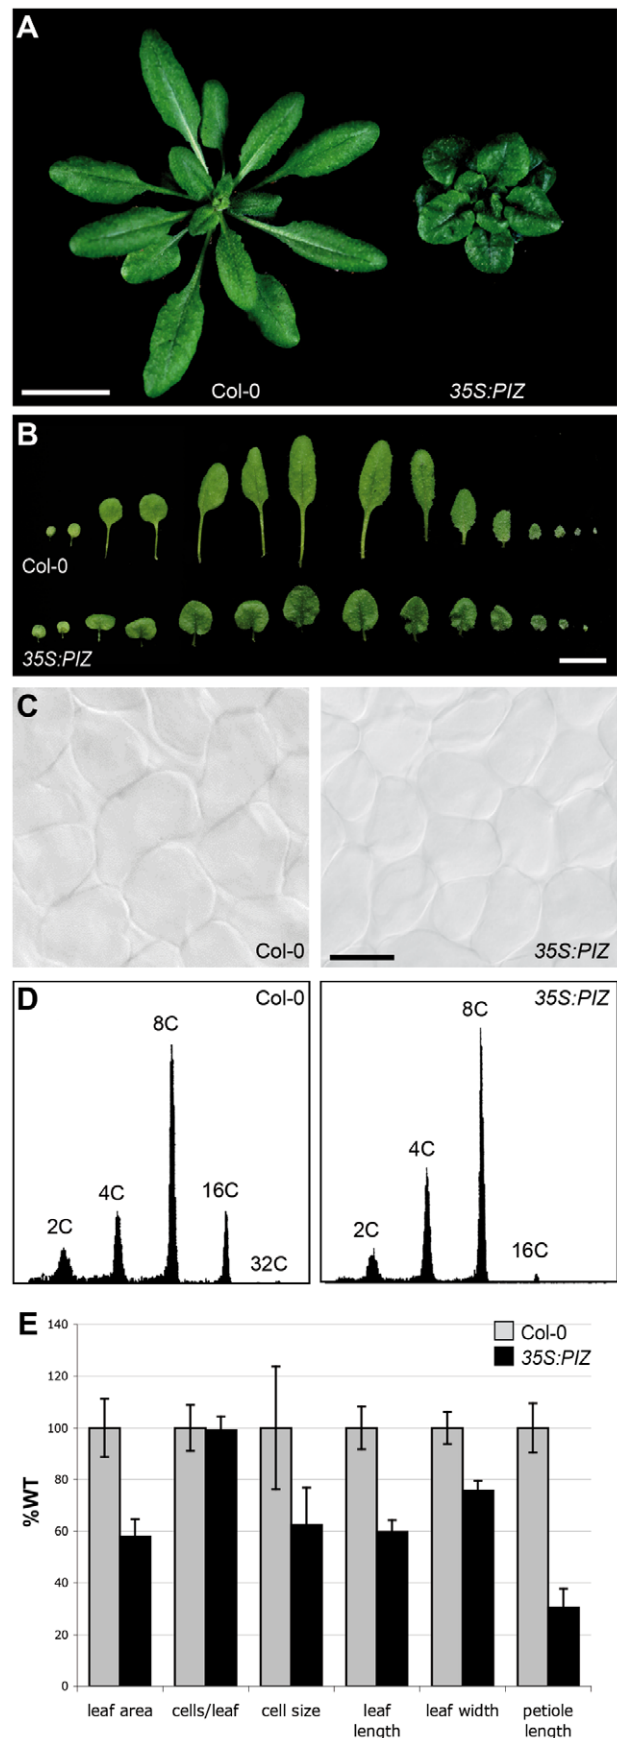 A
Col-0
35S:PIZ
B
Col-0
35S:PIZ
C
Col-0
35S:PIZ
D
Col-0
2C
4C
8C
16C
32C
35S:PIZ
2C
4C
8C
16C
E
Col-0
35S:PIZ
%WT
140
120
100
80
60
40
20
0
leaf area
cells/leaf
cell size
leaf
length
leaf width
petiole
length